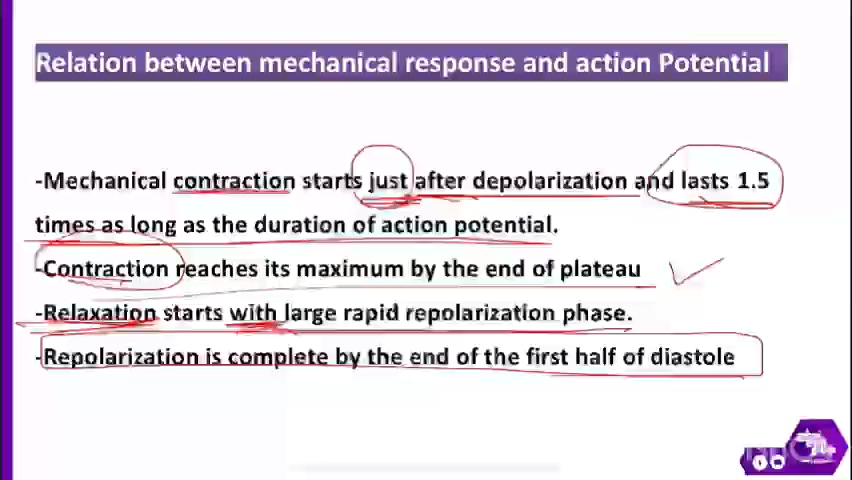 Relation between mechanical response and action Potential
-Mechanical contraction starts just after depolarization and lasts 1.5
times as long as the duration of action potential.
-Contraction reaches its maximum by the end of plateau
-Relaxation starts with large rapid repolarization phase.
-Repolarization is complete by the end of the first half of diastole